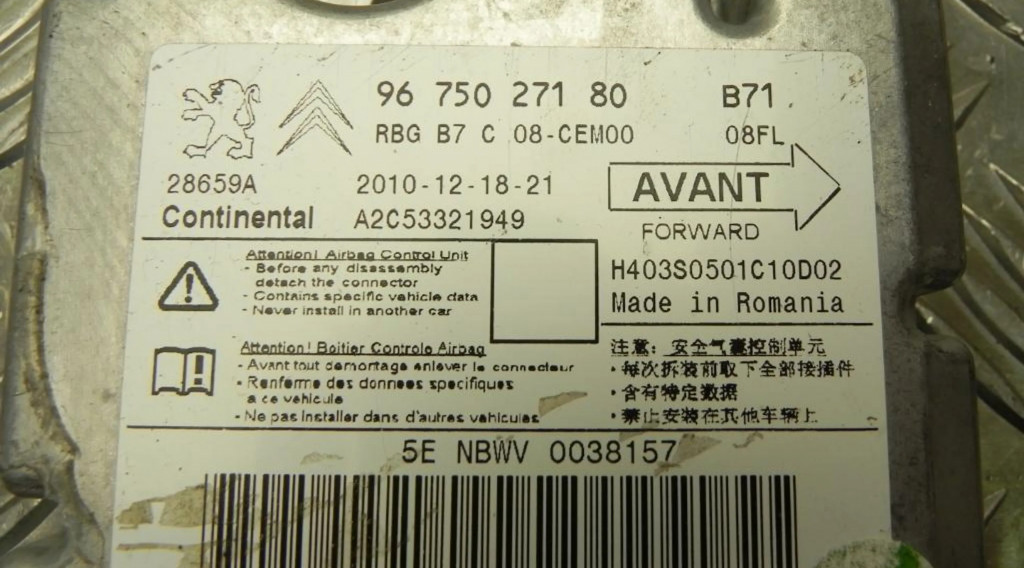 96 750 271 80 B71
RBG B7 C 08-CEM00 08FL
28659A 2010-12-18-21
Continental A2C53321949
AVANT
FORWARD
H403S0501C10D02
Made in Romania
Attention! Airbag Control Unit
- Before any disassembly
detach the connector
- Contains specific vehicle data
- Never install in another car
Attention! Boitier Controle Airbag
- Avant tout demontage enlever le connecteur
- Renferme des donnees specifiques
a ce vehicule
- Ne pas installer dans d'autres vehicules
注意: 安全气囊控制单元
·每次拆装前取下全部接插件
·含有特定数据
·禁止安装在其他车辆上
5E NBWV 0038157